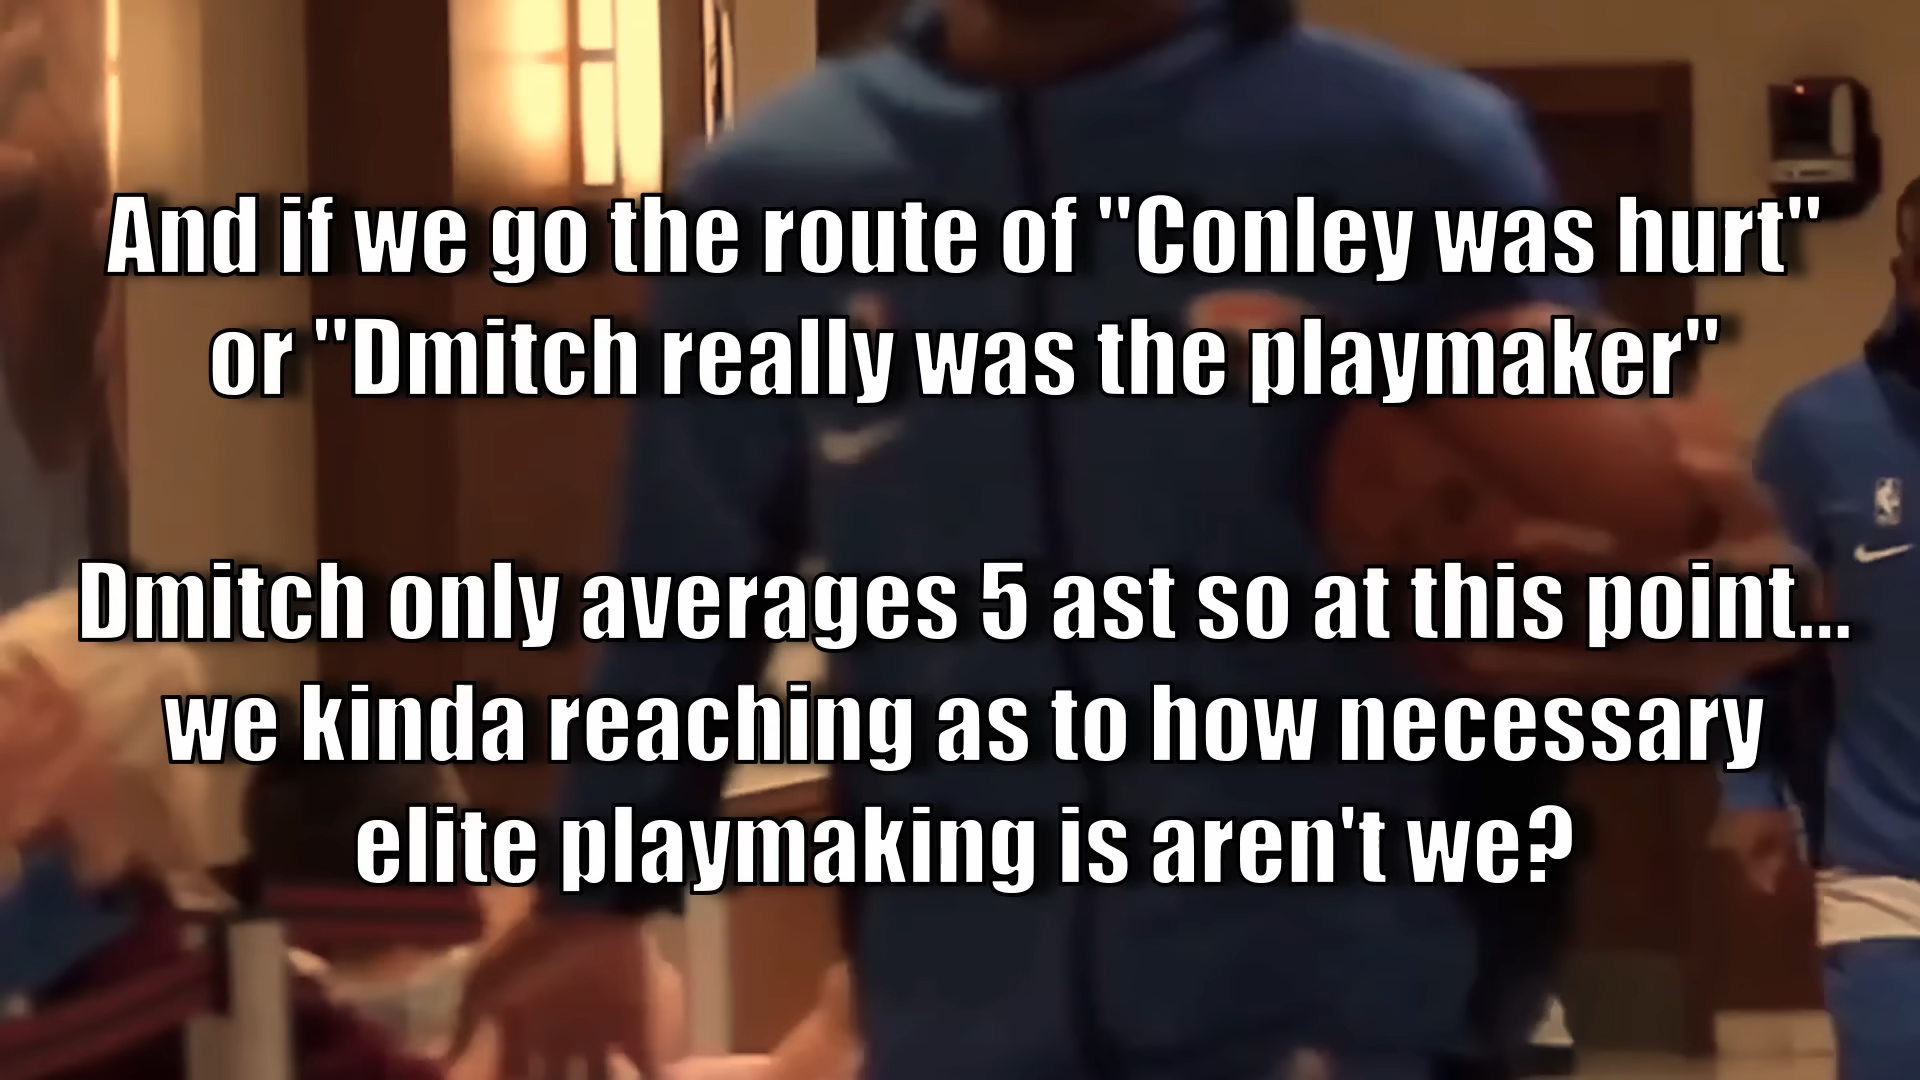 And if we go the route of "Conley was hurt"
or "Dmitch really was the playmaker"
Dmitch only averages 5 ast so at this point...
we kinda reaching as to how necessary
elite playmaking is aren't we?